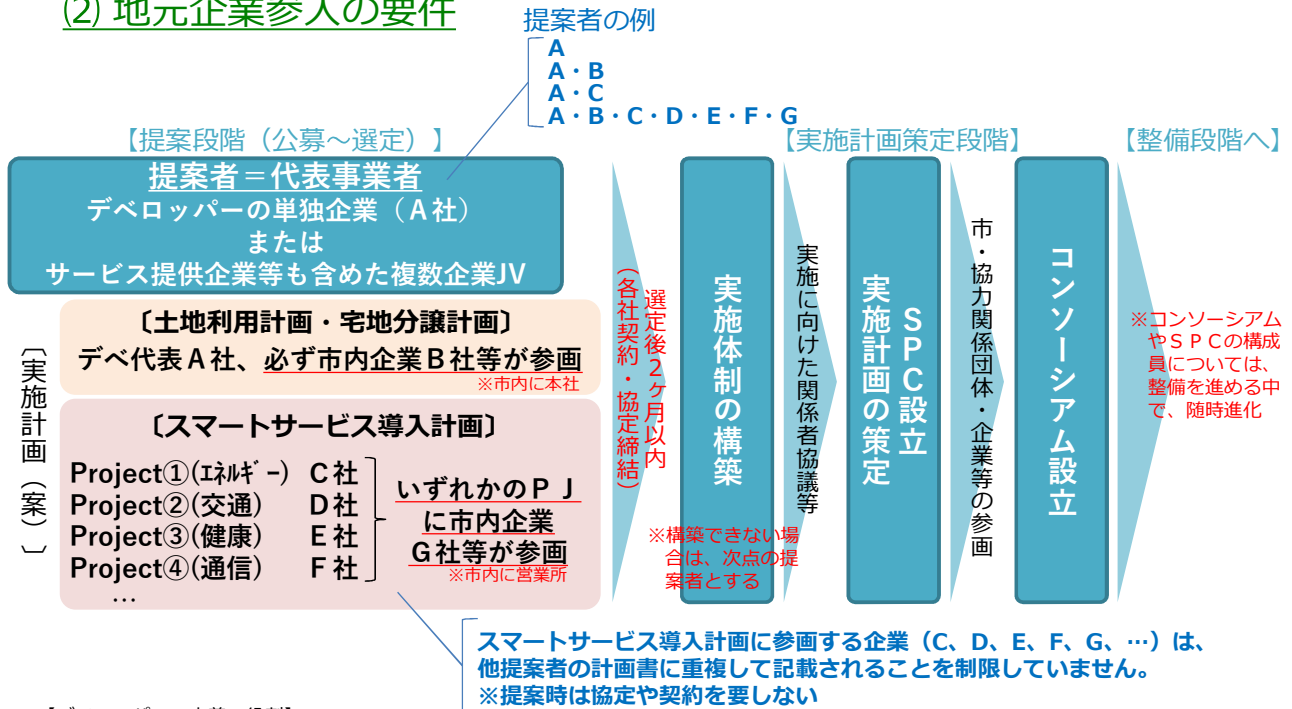 ⑵ 地元企業参入の要件
提案者の例
A
A・B
A・C
A・B・C・D・E・F・G
【提案段階（公募～選定）】
【実施計画策定段階】
【整備段階へ】
提案者＝代表事業者
デベロッパーの単独企業（A社）
または
サービス提供企業等も含めた複数企業JV
〔実施計画（案）〕
〔土地利用計画・宅地分譲計画〕
デベ代表A社、必ず市内企業B社等が参画
※市内に本社
〔スマートサービス導入計画〕
Project①(ｴﾈﾙｷﾞｰ) C社
Project②(交通) D社
Project③(健康) E社
Project④(通信) F社
…
いずれかのＰＪ
に市内企業
G社等が参画
※市内に営業所
選定後２ヶ月以内
（各社契約・協定締結）
実施体制の構築
※構築できない場
合は、次点の提
案者とする
実施に向けた関係者協議等
ＳＰＣ設立
実施計画の策定
市・協力関係団体・企業等の参画
コンソーシアム設立
※コンソーシアム
やＳＰＣの構成
員については、
整備を進める中
で、随時進化
スマートサービス導入計画に参画する企業（C、D、E、F、G、…）は、
他提案者の計画書に重複して記載されることを制限していません。
※提案時は協定や契約を要しない